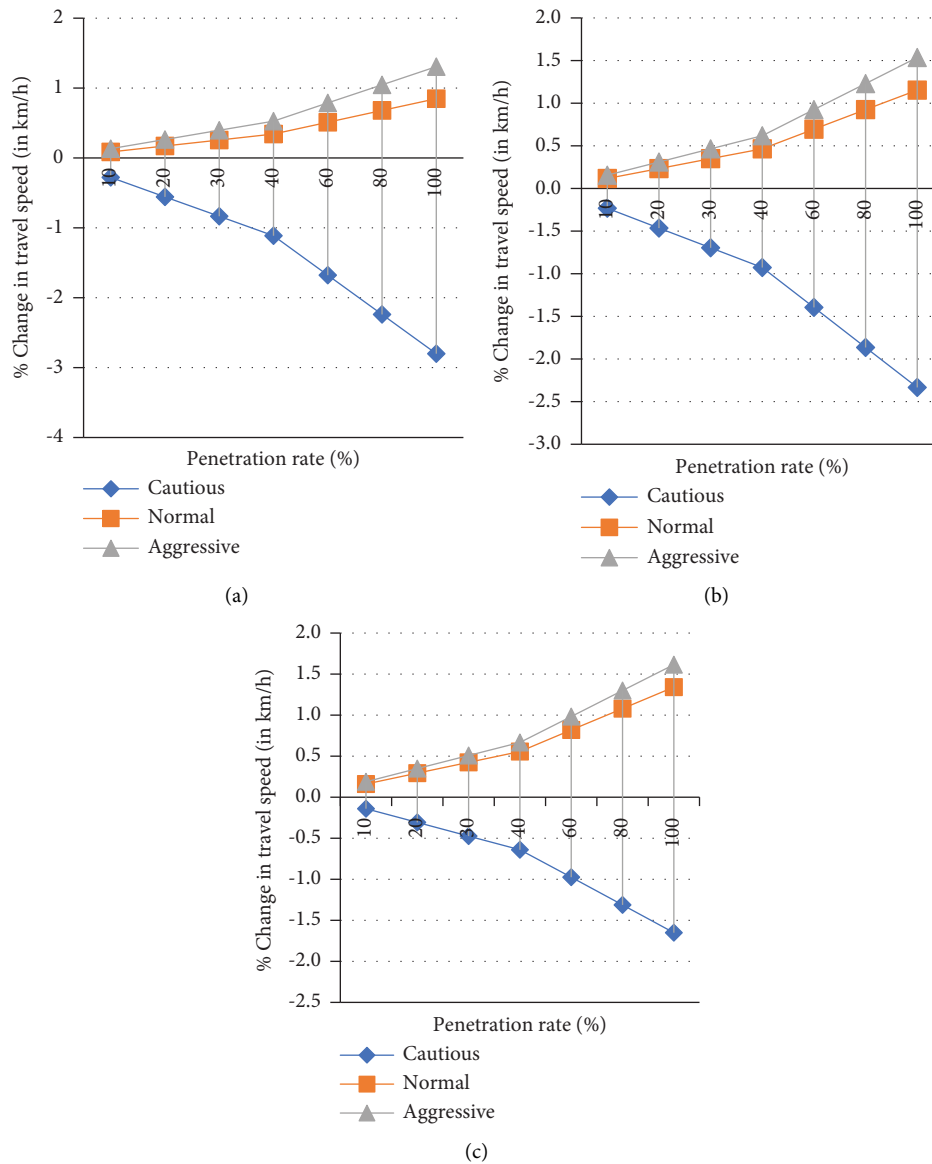 % Change in travel speed (in km/h)
2
1
0
-1
-2
-3
-4
10
20
30
40
60
80
100
Penetration rate (%)
Cautious
Normal
Aggressive
(a)
% Change in travel speed (in km/h)
2.0
1.5
1.0
0.5
0.0
-0.5
-1.0
-1.5
-2.0
-2.5
-3.0
10
20
30
40
60
80
100
Penetration rate (%)
Cautious
Normal
Aggressive
(b)
% Change in travel speed (in km/h)
2.0
1.5
1.0
0.5
0.0
-0.5
-1.0
-1.5
-2.0
-2.5
10
20
30
40
60
80
100
Penetration rate (%)
Cautious
Normal
Aggressive
(c)